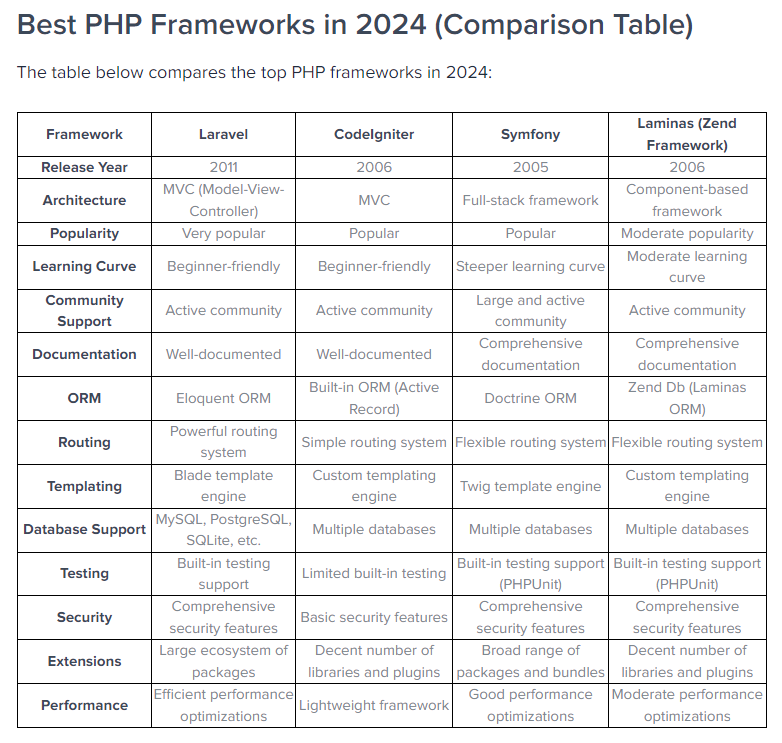 Best PHP Frameworks in 2024 (Comparison Table)
The table below compares the top PHP frameworks in 2024:
Framework Laravel CodeIgniter Symfony Laminas (Zend Framework)
Release Year 2011 2006 2005 2006
Architecture MVC (Model-View-Controller) MVC Full-stack framework Component-based framework
Popularity Very popular Popular Popular Moderate popularity
Learning Curve Beginner-friendly Beginner-friendly Steeper learning curve Moderate learning curve
Community Support Active community Active community Large and active community Active community
Documentation Well-documented Well-documented Comprehensive documentation Comprehensive documentation
ORM Eloquent ORM Built-in ORM (Active Record) Doctrine ORM Zend Db (Laminas ORM)
Routing Powerful routing system Simple routing system Flexible routing system Flexible routing system
Templating Blade template engine Custom templating engine Twig template engine Custom templating engine
Database Support MySQL, PostgreSQL, SQLite, etc. Multiple databases Multiple databases Multiple databases
Testing Built-in testing support Limited built-in testing Built-in testing support (PHPUnit) Built-in testing support (PHPUnit)
Security Comprehensive security features Basic security features Comprehensive security features Comprehensive security features
Extensions Large ecosystem of packages Decent number of libraries and plugins Broad range of packages and bundles Decent number of libraries and plugins
Performance Efficient performance optimizations Lightweight framework Good performance optimizations Moderate performance optimizations